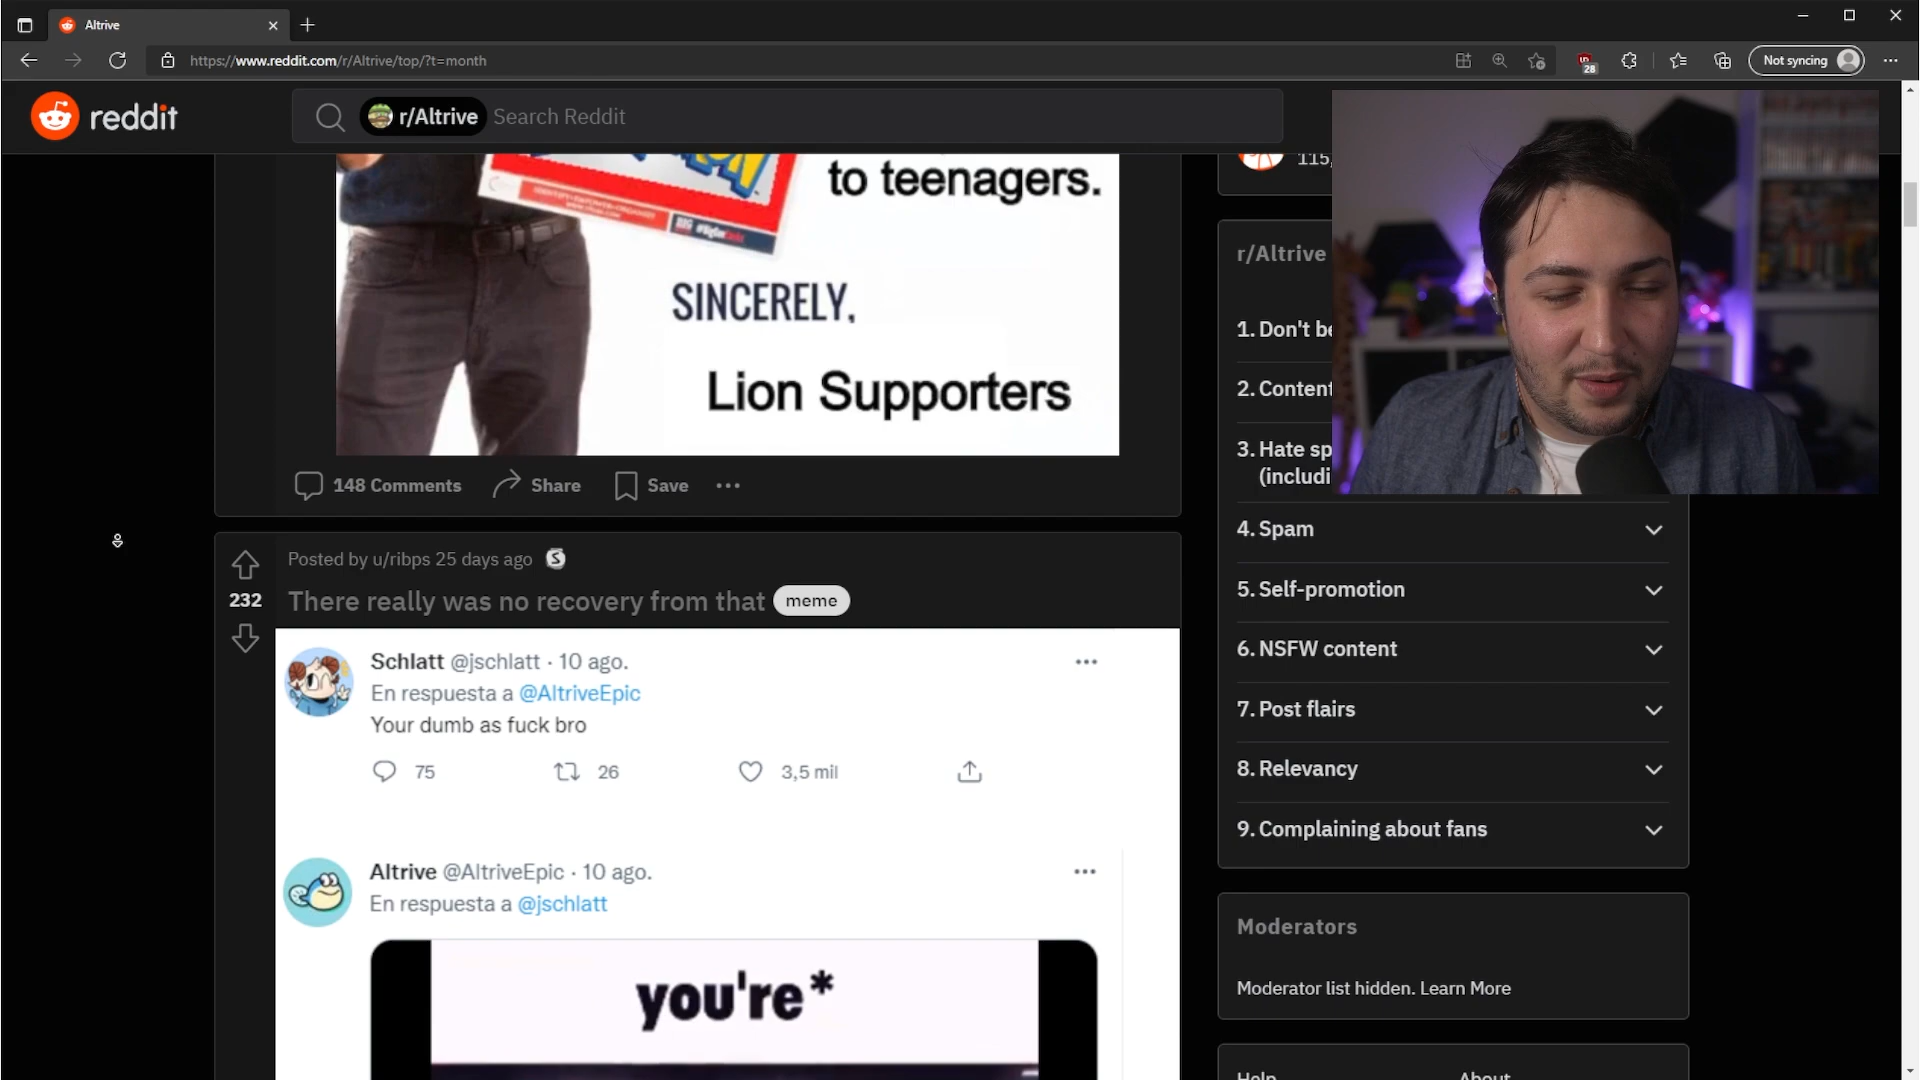 Altrive
https://www.reddit.com/r/Altrive/top/?t=month
28
Not syncing
reddit
r/Altrive
Search Reddit
to teenagers.
SINCERELY,
Lion Supporters
148 Comments
Share
Save
Posted by u/ribps 25 days ago
232
There really was no recovery from that
meme
Schlatt @jschlatt · 10 ago.
En respuesta a @AltriveEpic
Your dumb as fuck bro
75
26
3,5 mil
Altrive @AltriveEpic · 10 ago.
En respuesta a @jschlatt
you're*
115,
r/Altrive
1. Don't be
2. Content
3. Hate sp
(includi
4. Spam
5. Self-promotion
6. NSFW content
7. Post flairs
8. Relevancy
9. Complaining about fans
Moderators
Moderator list hidden. Learn More
Help
About